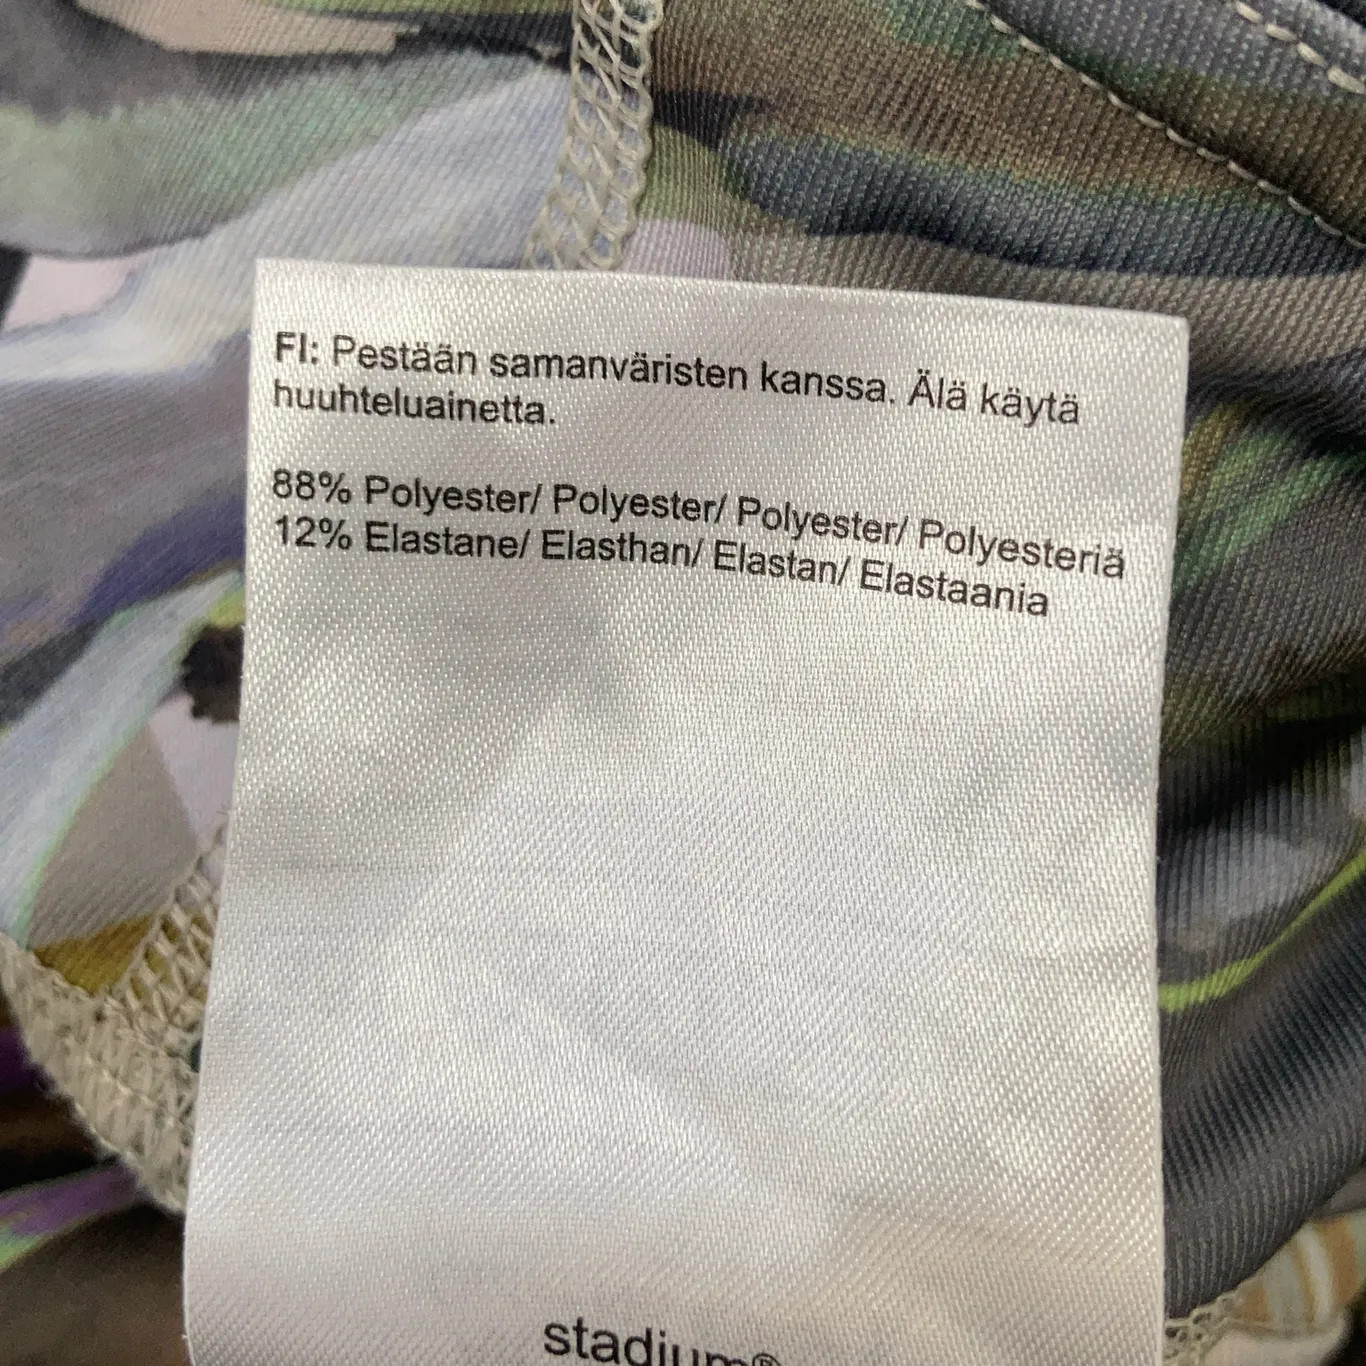 FI: Pestään samanväristen kanssa. Älä käytä
huuhteluainetta.
88% Polyester/ Polyester/ Polyester/ Polyesteriä
12% Elastane/ Elasthan/ Elastan/ Elastaania
stadium®